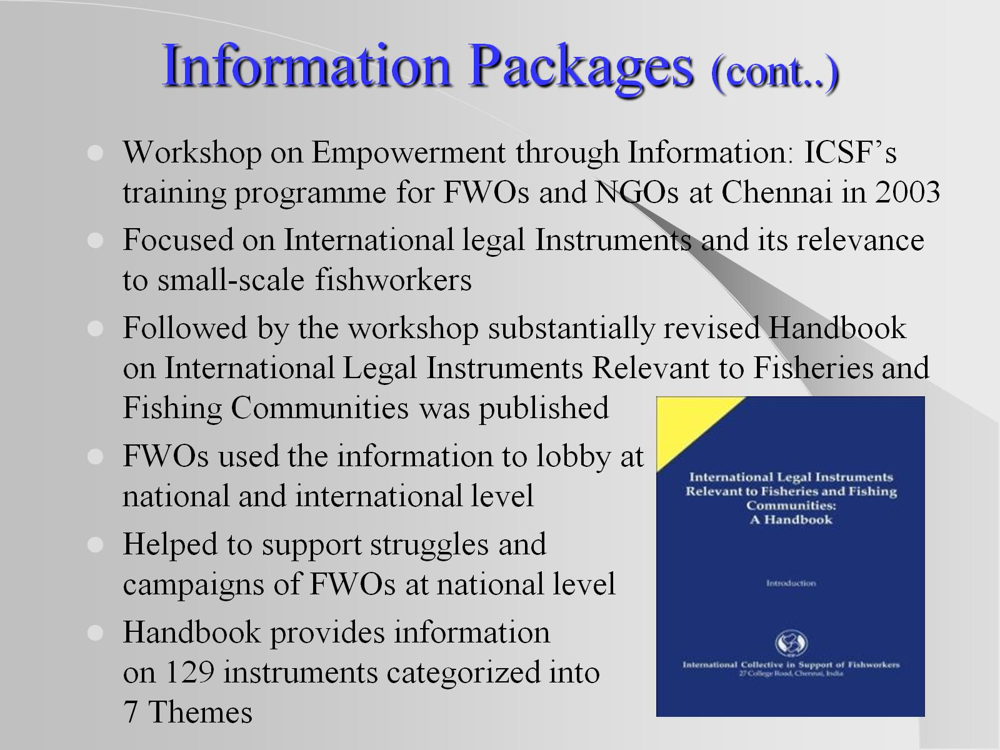 Information Packages (cont..)
Workshop on Empowerment through Information: ICSF's
training programme for FWOs and NGOs at Chennai in 2003
Focused on International legal Instruments and its relevance
to small-scale fishworkers
Followed by the workshop substantially revised Handbook
on International Legal Instruments Relevant to Fisheries and
Fishing Communities was published
FWOs used the information to lobby at
national and international level
Helped to support struggles and
campaigns of FWOs at national level
Handbook provides information
on 129 instruments categorized into
7 Themes
International Legal Instruments
Relevant to Fisheries and Fishing
Communities:
A Handbook
Introduction
International Collective in Support of Fishworkers
27 College Road, Chennai, India